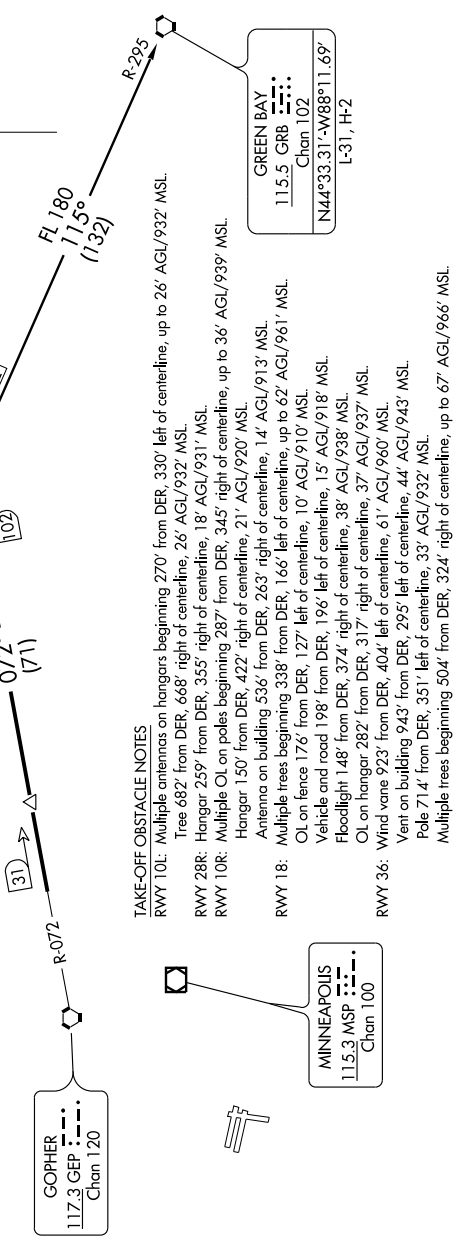 R-295
FL 180
115°
(132)
GREEN BAY
115.5 GRB
Chan 102
N44°33.31'-W88°11.69'
L-31, H-2
102
072°
(71)
31
R-072
GOPHER
117.3 GEP
Chan 120
MINNEAPOLIS
115.3 MSP
Chan 100
TAKE-OFF OBSTACLE NOTES
RWY 10L: Multiple antennas on hangars beginning 270' from DER, 330' left of centerline, up to 26' AGL/932' MSL.
Tree 682' from DER, 668' right of centerline, 26' AGL/932' MSL.
RWY 28R: Hangar 259' from DER, 355' right of centerline, 18' AGL/931' MSL.
RWY 10R: Multiple OL on poles beginning 287' from DER, 345' right of centerline, up to 36' AGL/939' MSL.
Hangar 150' from DER, 422' right of centerline, 21' AGL/920' MSL.
Antenna on building 536' from DER, 263' right of centerline, 14' AGL/913' MSL.
RWY 18: Multiple trees beginning 338' from DER, 166' left of centerline, up to 62' AGL/961' MSL.
OL on fence 176' from DER, 127' left of centerline, 10' AGL/910' MSL.
Vehicle and road 198' from DER, 196' left of centerline, 15' AGL/918' MSL.
Floodlight 148' from DER, 374' right of centerline, 38' AGL/938' MSL.
OL on hangar 282' from DER, 317' right of centerline, 37' AGL/937' MSL.
RWY 36: Wind vane 923' from DER, 404' left of centerline, 61' AGL/960' MSL.
Vent on building 943' from DER, 295' left of centerline, 44' AGL/943' MSL.
Pole 714' from DER, 351' left of centerline, 33' AGL/932' MSL.
Multiple trees beginning 504' from DER, 324' right of centerline, up to 67' AGL/966' MSL.